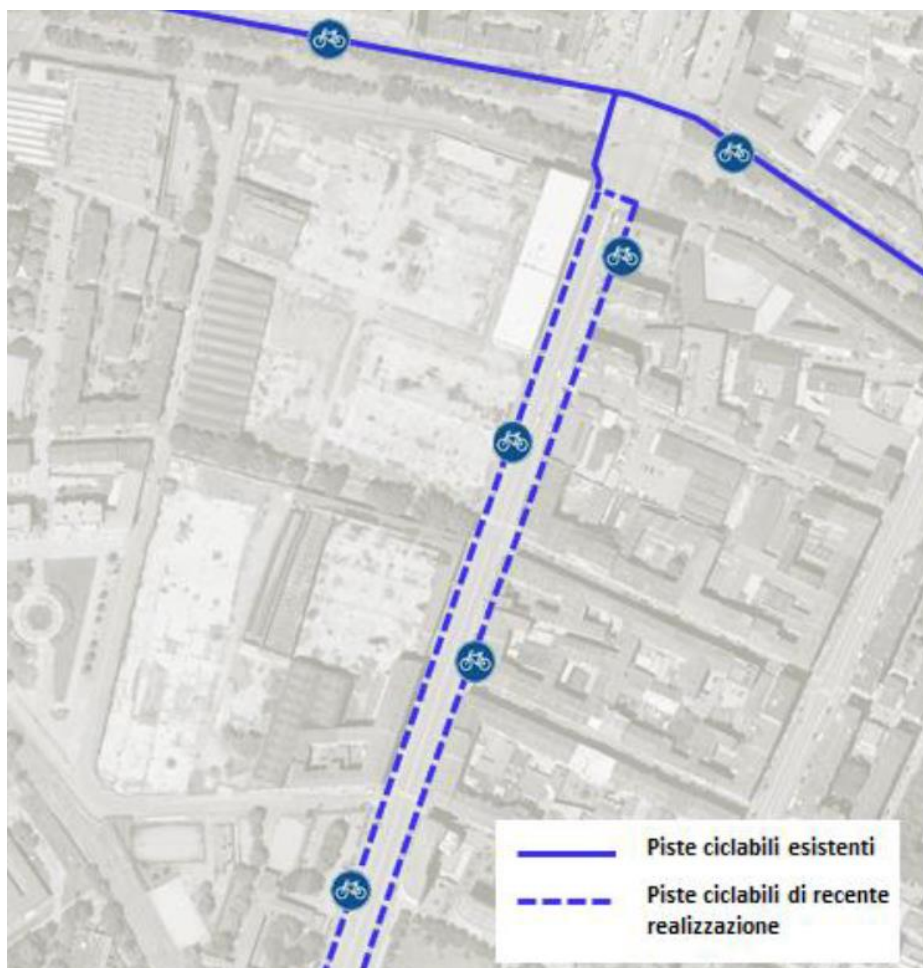 Piste ciclabili esistenti
Piste ciclabili di recente
realizzazione